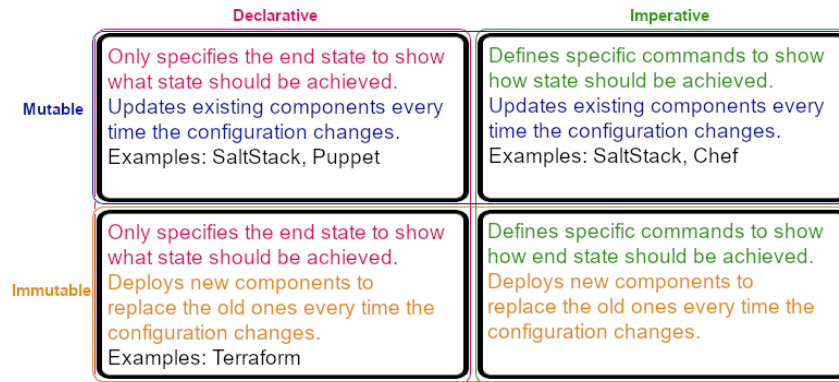 Declarative
Imperative
Mutable
Only specifies the end state to show
what state should be achieved.
Updates existing components every
time the configuration changes.
Examples: SaltStack, Puppet
Defines specific commands to show
how state should be achieved.
Updates existing components every
time the configuration changes.
Examples: SaltStack, Chef
Immutable
Only specifies the end state to show
what state should be achieved.
Deploys new components to
replace the old ones every time the
configuration changes.
Examples: Terraform
Defines specific commands to show
how end state should be achieved.
Deploys new components to
replace the old ones every time the
configuration changes.